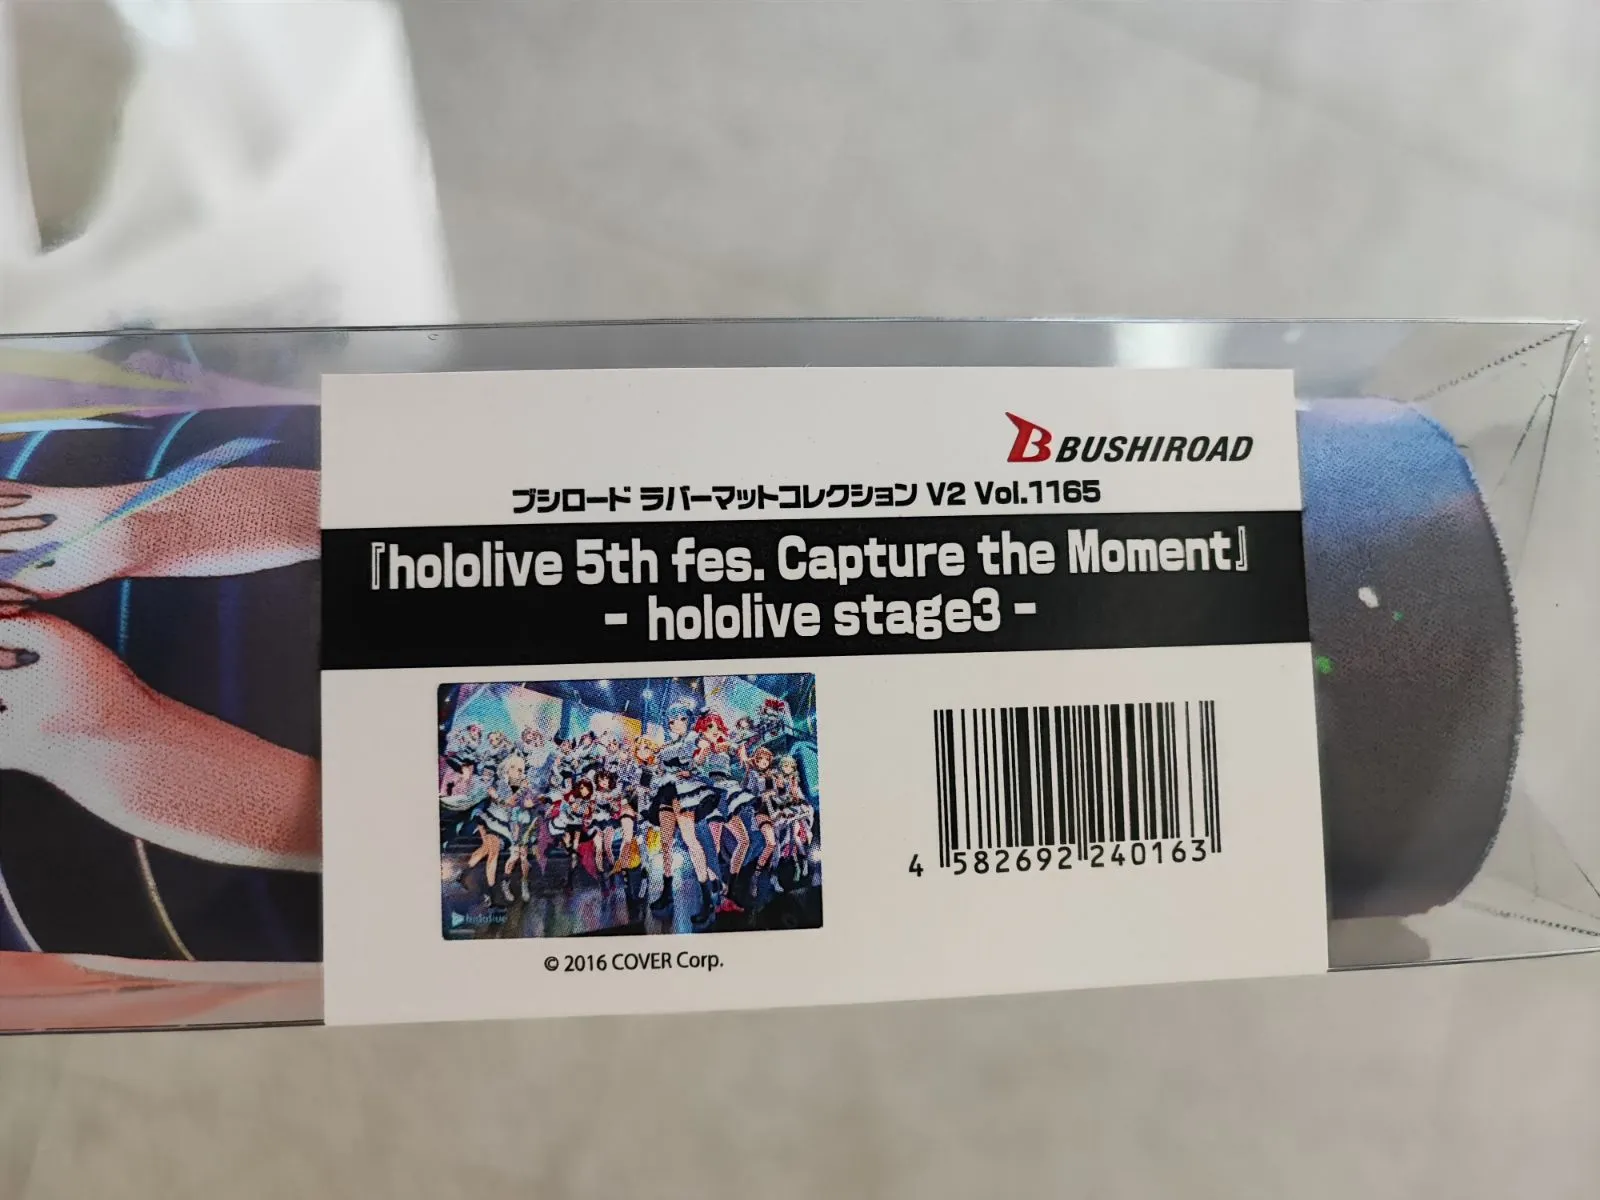 BUSHIROAD
ブシロード ラバーマットコレクション V2 Vol.1165
『hololive 5th fes. Capture the Moment』
- hololive stage3 -
hololive
4 582692 240163
© 2016 COVER Corp.